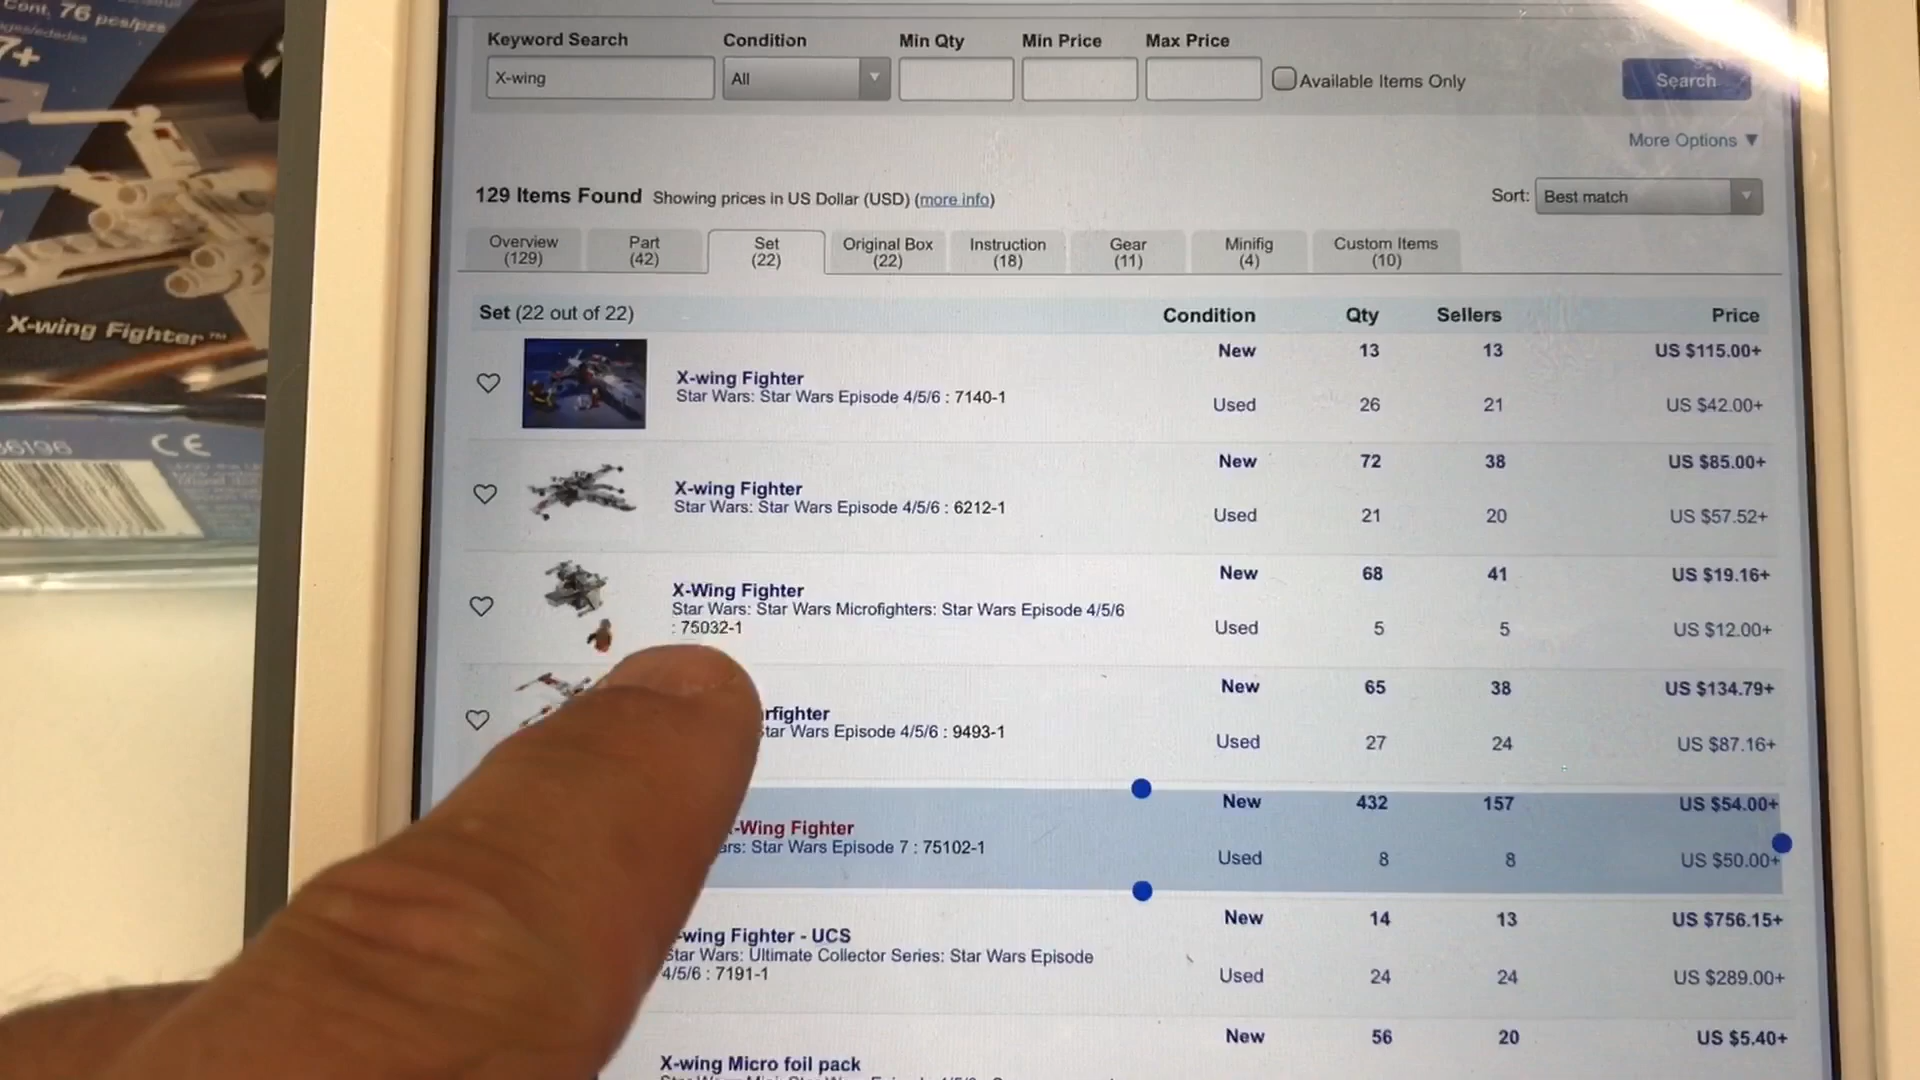 Cont. 76 pcs/pzs
ages/edades
7+
X-wing Fighter™
36196
CE
Keyword Search
Condition
Min Qty
Min Price
Max Price
X-wing
All
Available Items Only
Search
More Options ▼
129 Items Found Showing prices in US Dollar (USD) (more info)
Sort: Best match
Overview (129)
Part (42)
Set (22)
Original Box (22)
Instruction (18)
Gear (11)
Minifig (4)
Custom Items (10)
Set (22 out of 22) Condition Qty Sellers Price
New 13 13 US $115.00+
X-wing Fighter
Star Wars: Star Wars Episode 4/5/6 : 7140-1
Used 26 21 US $42.00+
New 72 38 US $85.00+
X-wing Fighter
Star Wars: Star Wars Episode 4/5/6 : 6212-1
Used 21 20 US $57.52+
New 68 41 US $19.16+
X-Wing Fighter
Star Wars: Star Wars Microfighters: Star Wars Episode 4/5/6
: 75032-1
Used 5 5 US $12.00+
New 65 38 US $134.79+
rfighter
tar Wars Episode 4/5/6 : 9493-1
Used 27 24 US $87.16+
New 432 157 US $54.00+
-Wing Fighter
ars: Star Wars Episode 7 : 75102-1
Used 8 8 US $50.00+
New 14 13 US $756.15+
-wing Fighter - UCS
Star Wars: Ultimate Collector Series: Star Wars Episode
4/5/6 : 7191-1
Used 24 24 US $289.00+
New 56 20 US $5.40+
X-wing Micro foil pack